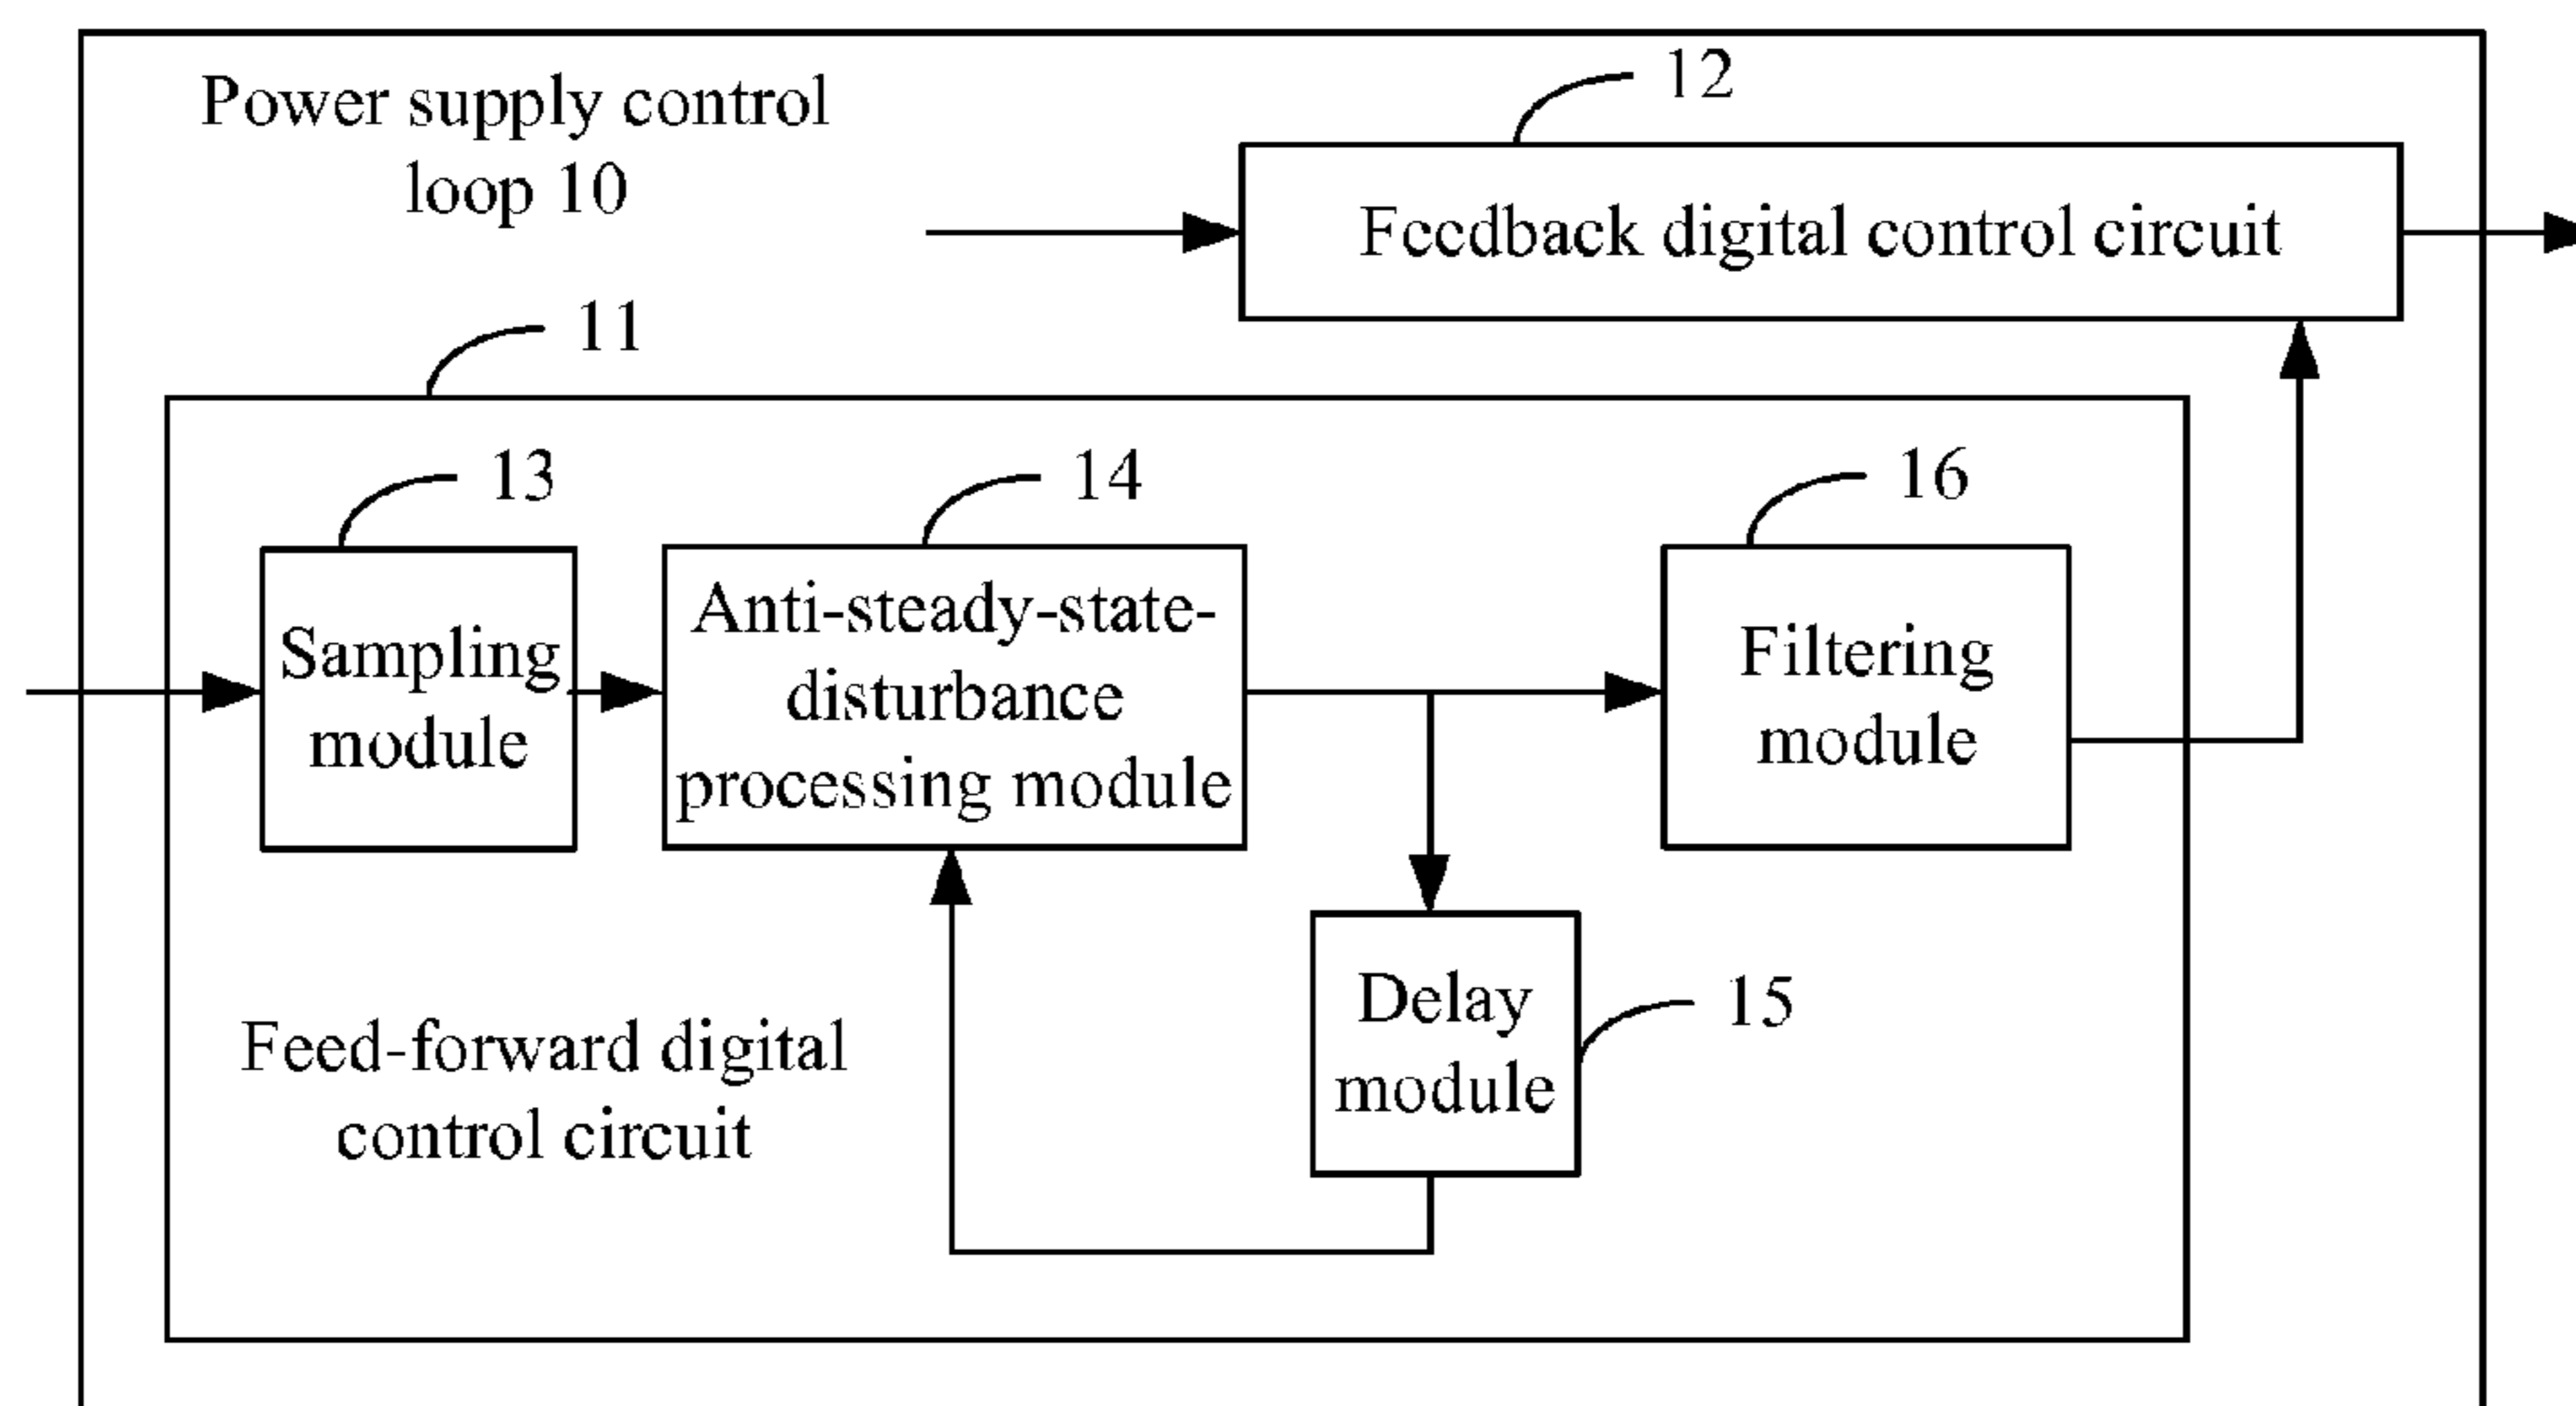 Power supply control
loop 10
12
Feedback digital control circuit
11
13
14
16
Sampling
module
Anti-steady-state-
disturbance
processing module
Filtering
module
Delay
module
15
Feed-forward digital
control circuit